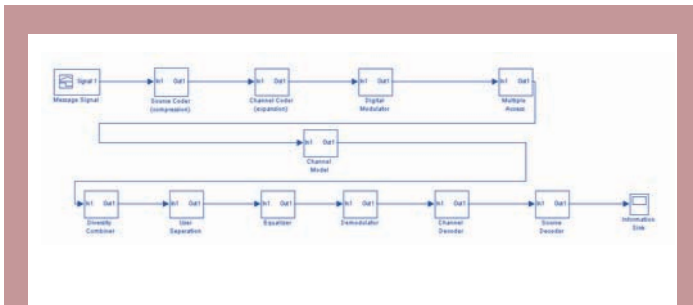 Signal 1
In1 Out1
In1 Out1
In1 Out1
In1 Out1
Message Signal
Source Coder
(compression)
Channel Coder
(expansion)
Digital
Modulator
Multiple
Access
In1 Out1
Channel
Model
In1 Out1
In1 Out1
In1 Out1
In1 Out1
In1 Out1
In1 Out1
Diversity
Combiner
User
Separation
Equalizer
Demodulator
Channel
Decoder
Source
Decoder
Information
Sink